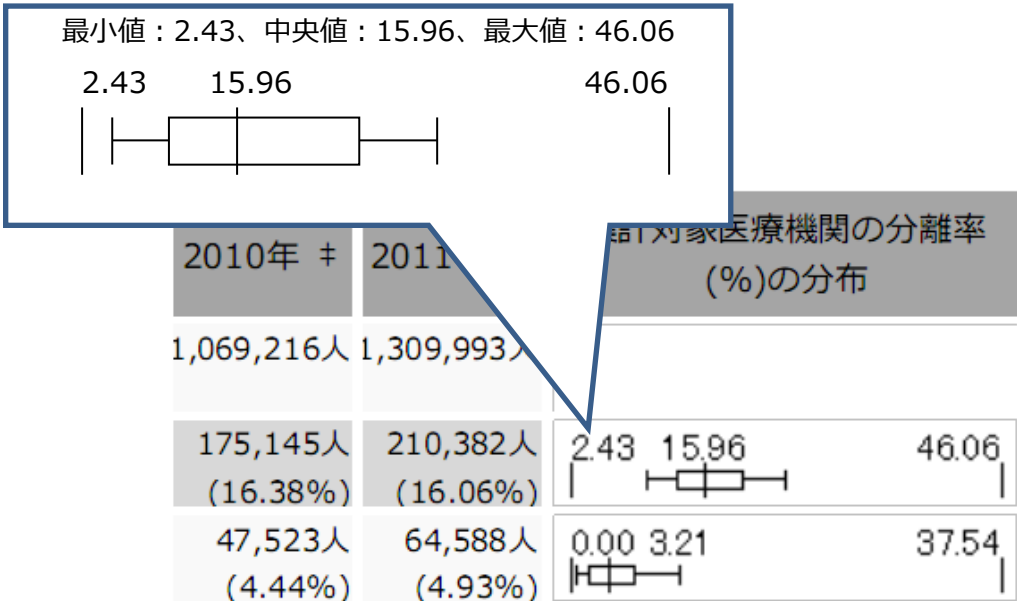 最小値：2.43、中央値：15.96、最大値：46.06
2.43 15.96 46.06
2010年 ‡ 2011 計対象医療機関の分離率
(%)の分布
1,069,216人 1,309,993人
175,145人 210,382人 2.43 15.96 46.06
(16.38%) (16.06%)
47,523人 64,588人 0.00 3.21 37.54
(4.44%) (4.93%)